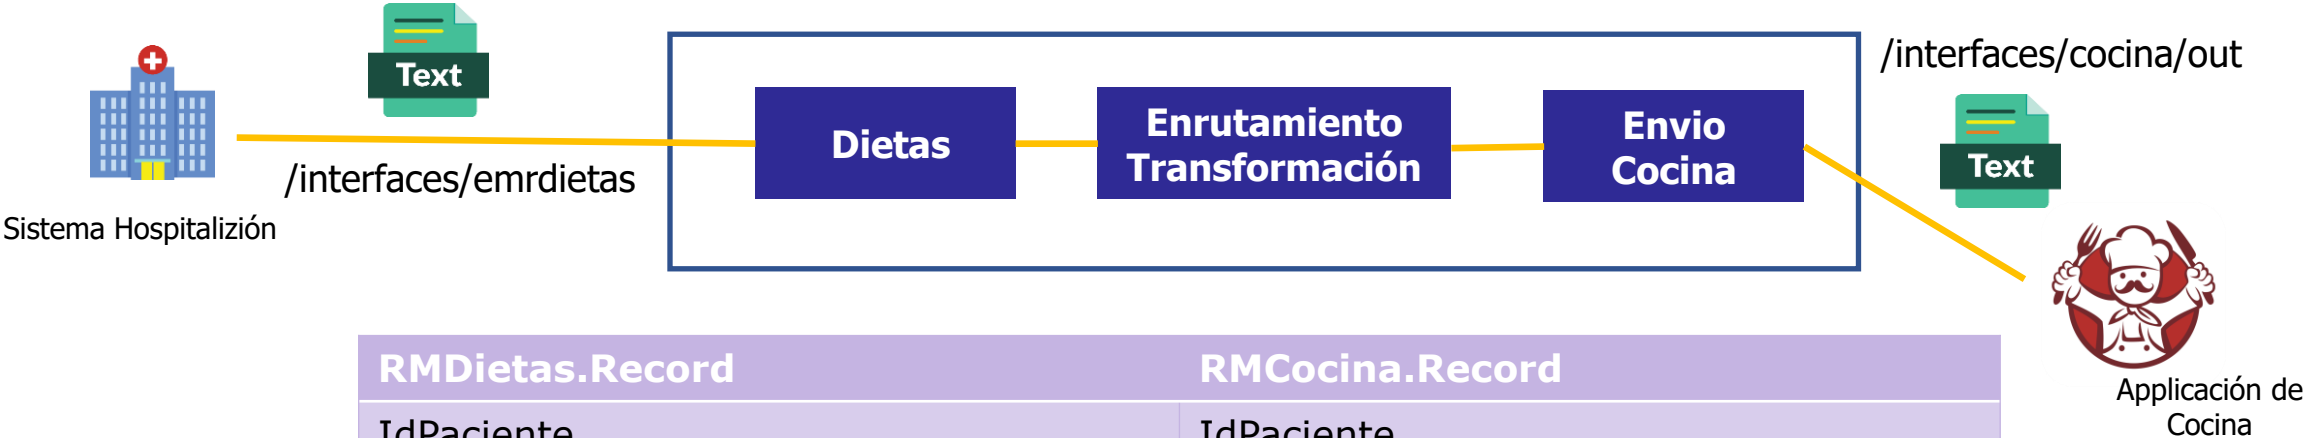 Text
/interfaces/emrdietas
Sistema Hospitalizión
Dietas
Enrutamiento
Transformación
Envio
Cocina
/interfaces/cocina/out
Text
Applicación de
Cocina
RMDietas.Record
RMCocina.Record
IdPaciente
IdPaciente